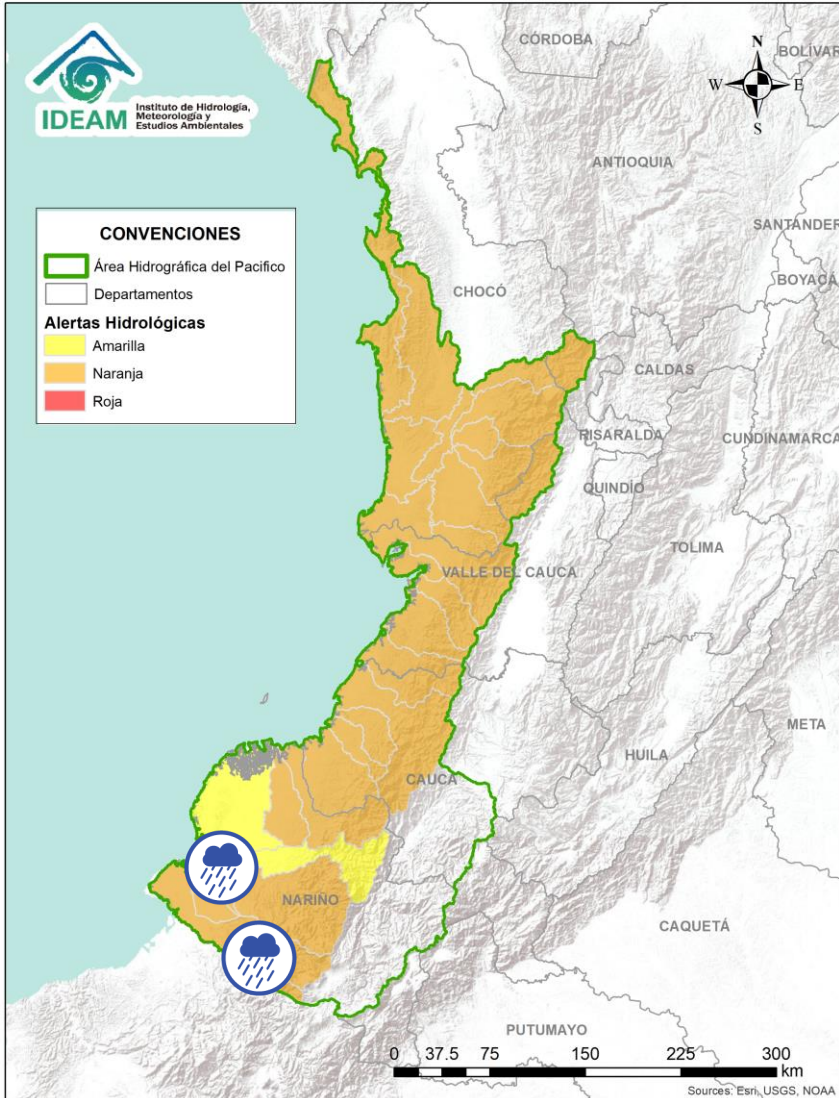 IDEAM
Instituto de Hidrología,
Meteorología y
Estudios Ambientales
N
W
E
S
CÓRDOBA
BOLÍVAR
ANTIOQUIA
SANTANDER
BOYACÁ
CHOCÓ
CALDAS
RISARALDA
CUNDINAMARCA
QUINDÍO
TOLIMA
VALLE DEL CAUCA
META
HUILA
CAUCA
NARIÑO
CAQUETÁ
PUTUMAYO
CONVENCIONES
Área Hidrográfica del Pacifico
Departamentos
Alertas Hidrológicas
Amarilla
Naranja
Roja
0 37.5 75 150 225 300
km
Sources: Esri, USGS, NOAA